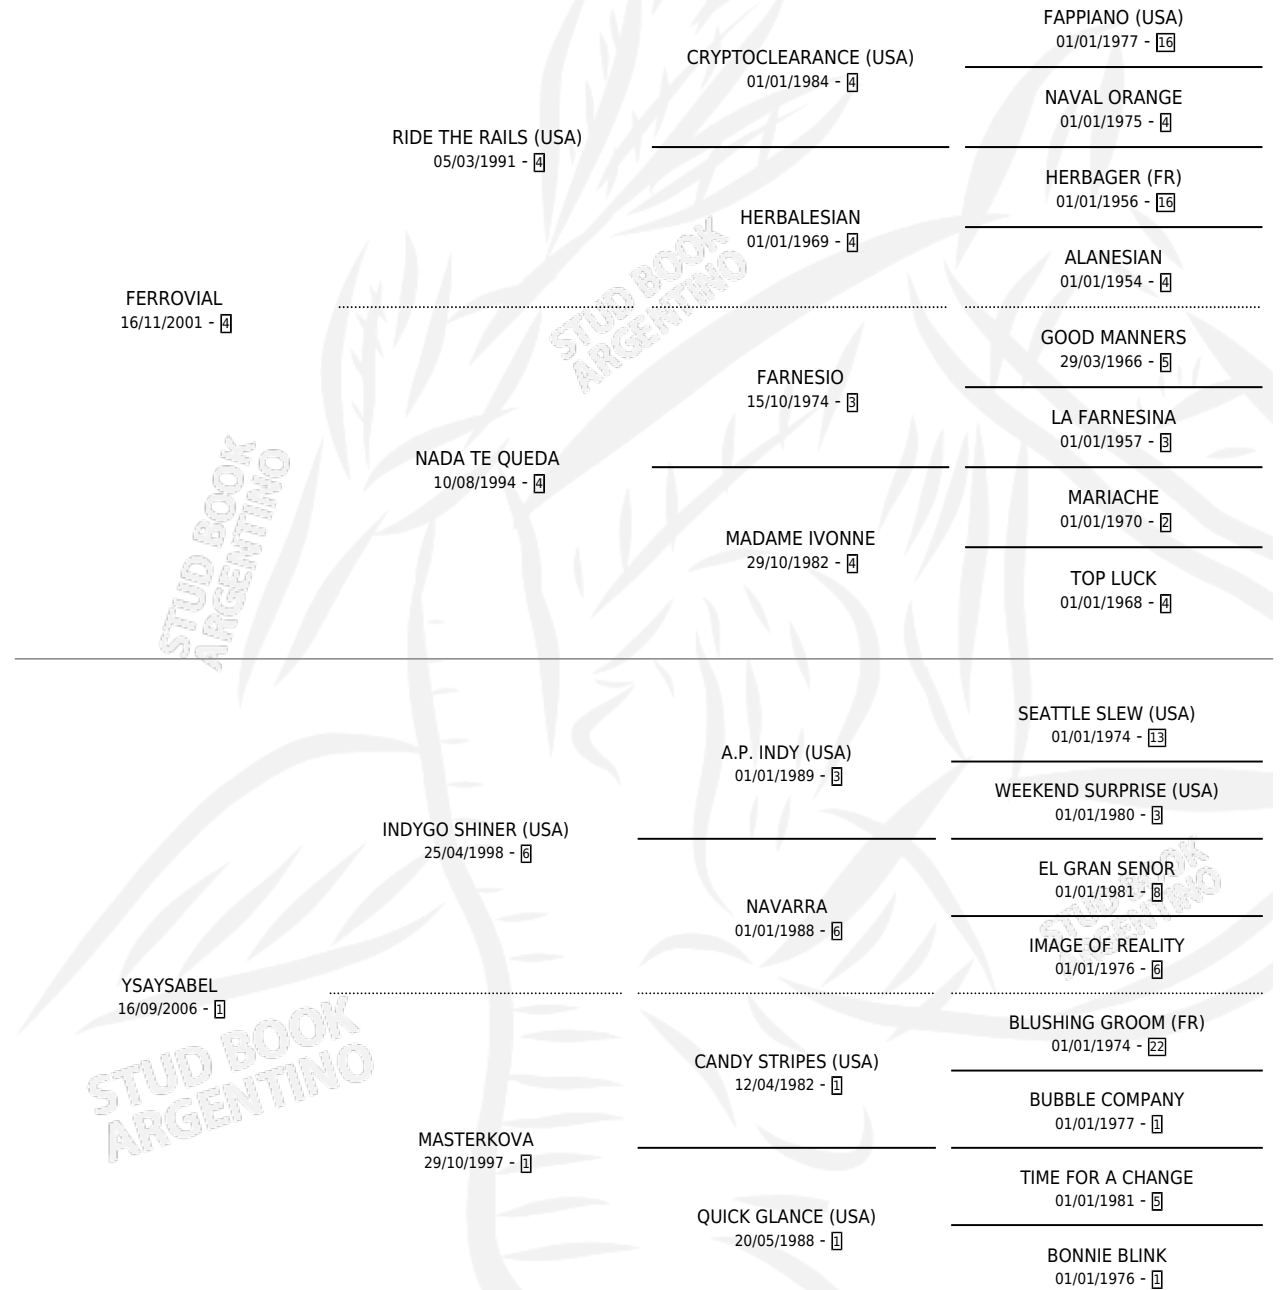 FAPPIANO (USA)
01/01/1977 - 16
CRYPTOCLEARANCE (USA)
01/01/1984 - 4
NAVAL ORANGE
01/01/1975 - 4
RIDE THE RAILS (USA)
05/03/1991 - 4
HERBAGER (FR)
01/01/1956 - 16
HERBALESIAN
01/01/1969 - 4
ALANESIAN
01/01/1954 - 4
FERROVIAL
16/11/2001 - 4
GOOD MANNERS
29/03/1966 - 5
FARNESIO
15/10/1974 - 3
LA FARNESINA
01/01/1957 - 3
NADA TE QUEDA
10/08/1994 - 4
MARIACHE
01/01/1970 - 2
MADAME IVONNE
29/10/1982 - 4
TOP LUCK
01/01/1968 - 4
STUD BOOK
ARGENTINO
STUD BOOK
ARGENTINO
SEATTLE SLEW (USA)
01/01/1974 - 13
A.P. INDY (USA)
01/01/1989 - 3
WEEKEND SURPRISE (USA)
01/01/1980 - 3
INDYGO SHINER (USA)
25/04/1998 - 6
EL GRAN SENOR
01/01/1981 - 8
NAVARRA
01/01/1988 - 6
IMAGE OF REALITY
01/01/1976 - 6
YSAYSABEL
16/09/2006 - 1
BLUSHING GROOM (FR)
01/01/1974 - 22
CANDY STRIPES (USA)
12/04/1982 - 1
BUBBLE COMPANY
01/01/1977 - 1
MASTERKOVA
29/10/1997 - 1
TIME FOR A CHANGE
01/01/1981 - 5
QUICK GLANCE (USA)
20/05/1988 - 1
BONNIE BLINK
01/01/1976 - 1
STUD BOOK
ARGENTINO
STUD BOOK
ARGENTINO